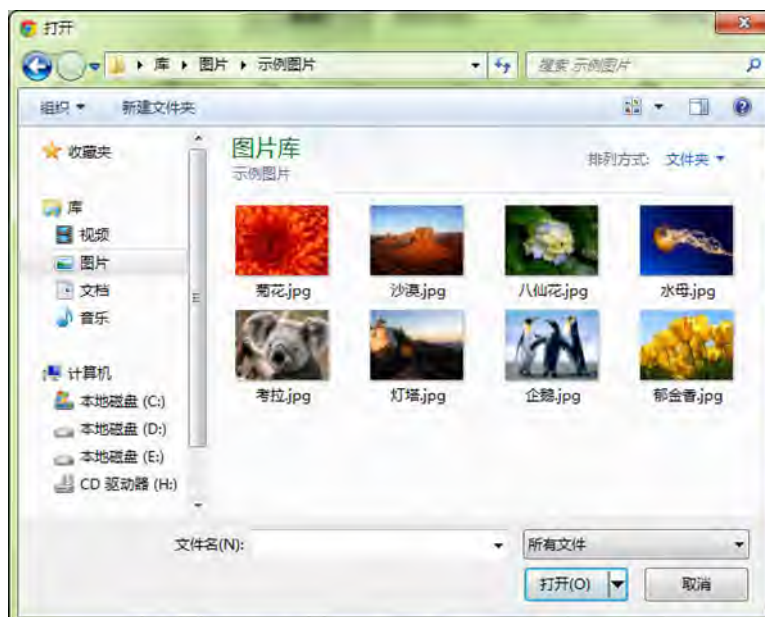 打开
库 图片 示例图片
搜索 示例图片
组织 新建文件夹
收藏夹
库
视频
图片
文档
音乐
计算机
本地磁盘 (C:)
本地磁盘 (D:)
本地磁盘 (E:)
CD 驱动器 (H:)
图片库
示例图片
排列方式: 文件夹
菊花.jpg 沙漠.jpg 八仙花.jpg 水母.jpg
考拉.jpg 灯塔.jpg 企鹅.jpg 郁金香.jpg
文件名(N): 所有文件
打开(O) 取消